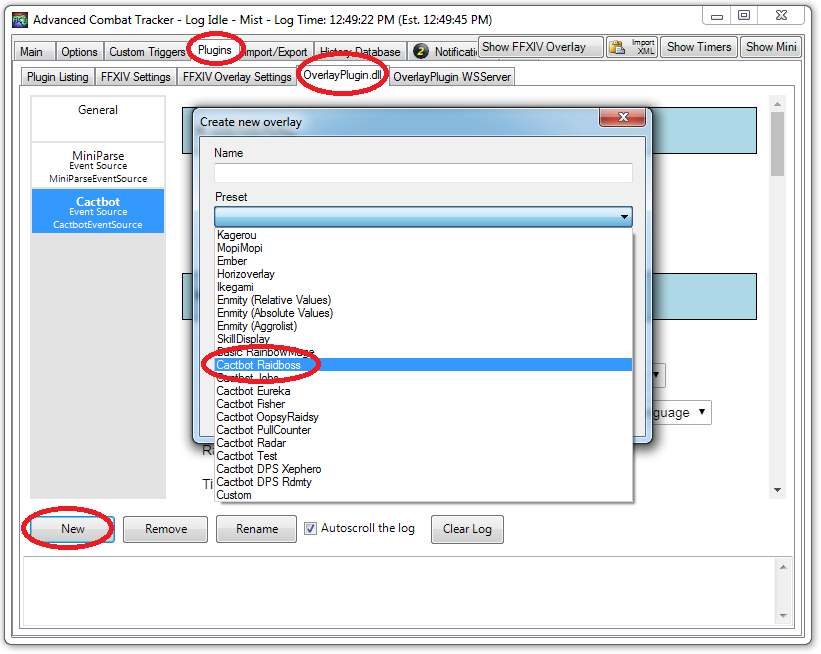 Advanced Combat Tracker - Log Idle - Mist - Log Time: 12:49:22 PM (Est. 12:49:45 PM)
Main Options Custom Triggers Plugins Import/Export History Database 2 Notificati Show FFXIV Overlay Import XML Show Timers Show Mini
Plugin Listing FFXIV Settings FFXIV Overlay Settings OverlayPlugin.dll OverlayPlugin WSServer
General
MiniParse
Event Source
MiniParseEventSource
Cactbot
Event Source
CactbotEventSource
Create new overlay
Name
Preset
Kagerou
MopiMopi
Ember
Horizoverlay
Ikegami
Enmity (Relative Values)
Enmity (Absolute Values)
Enmity (Aggrolist)
SkillDisplay
Basic RainbowMage
Cactbot Raidboss
Cactbot Jobs
Cactbot Eureka
Cactbot Fisher
Cactbot OopsyRaidsy
Cactbot PullCounter
Cactbot Radar
Cactbot Test
Cactbot DPS Xephero
Cactbot DPS Rdmty
Custom
guage
Ra
Ti
New Remove Rename Autoscroll the log Clear Log